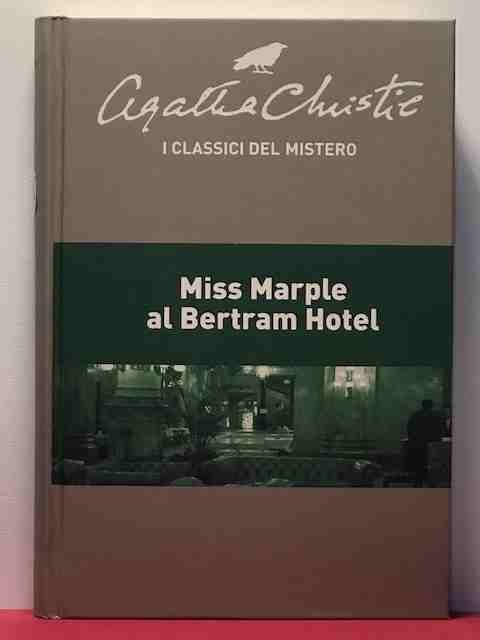 Agatha Christie
I CLASSICI DEL MISTERO
Miss Marple
al Bertram Hotel